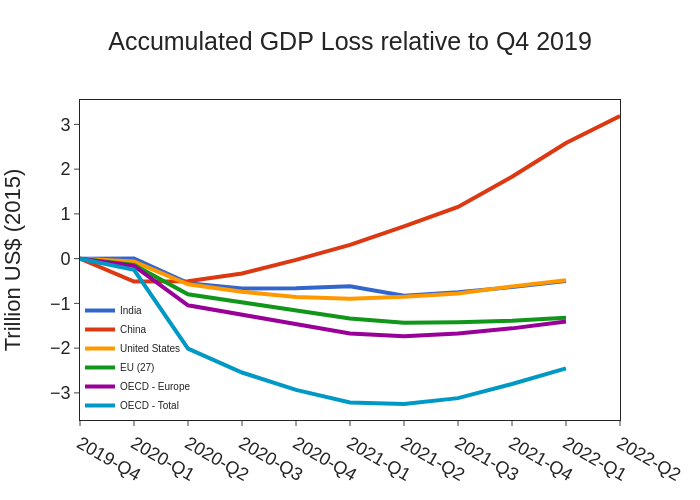 Accumulated GDP Loss relative to Q4 2019
Trillion US$ (2015)
3
2
1
0
−1
−2
−3
India
China
United States
EU (27)
OECD - Europe
OECD - Total
2019-Q4
2020-Q1
2020-Q2
2020-Q3
2020-Q4
2021-Q1
2021-Q2
2021-Q3
2021-Q4
2022-Q1
2022-Q2